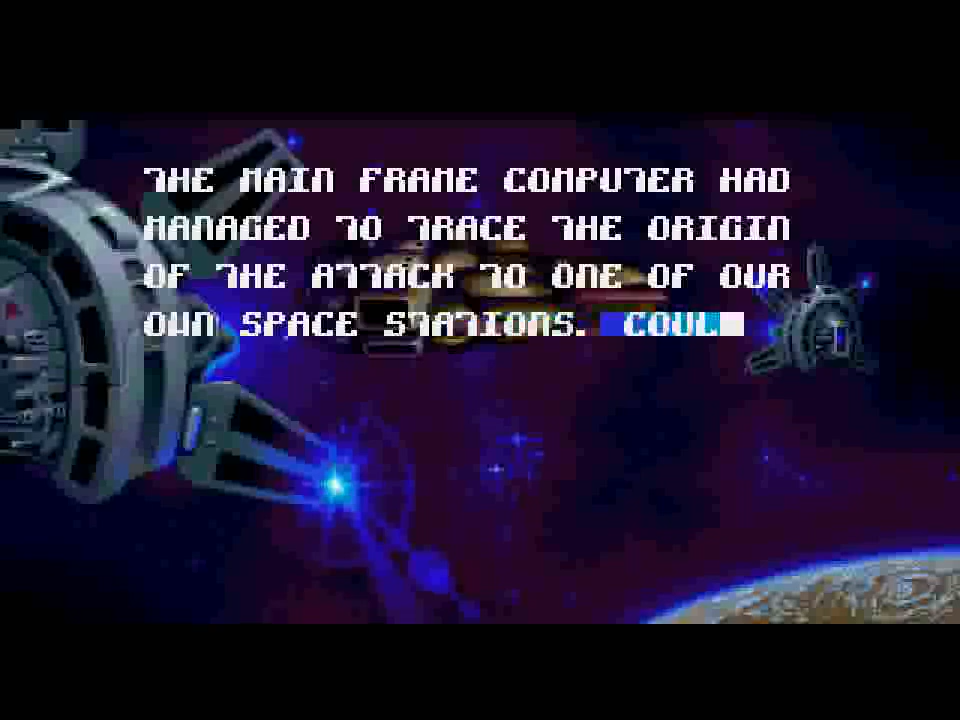 THE MAIN FRAME COMPUTER HAD
MANAGED TO TRACE THE ORIGIN
OF THE ATTACK TO ONE OF OUR
OWN SPACE STATIONS. COUL